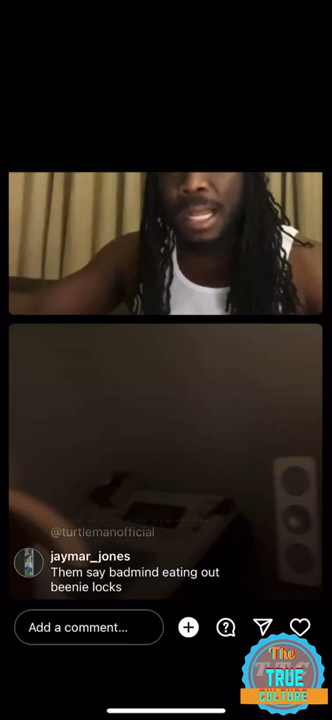 @turtlemanofficial
jaymar_jones
Them say badmind eating out
beenie locks
Add a comment...
The
TRUE
CULTURE